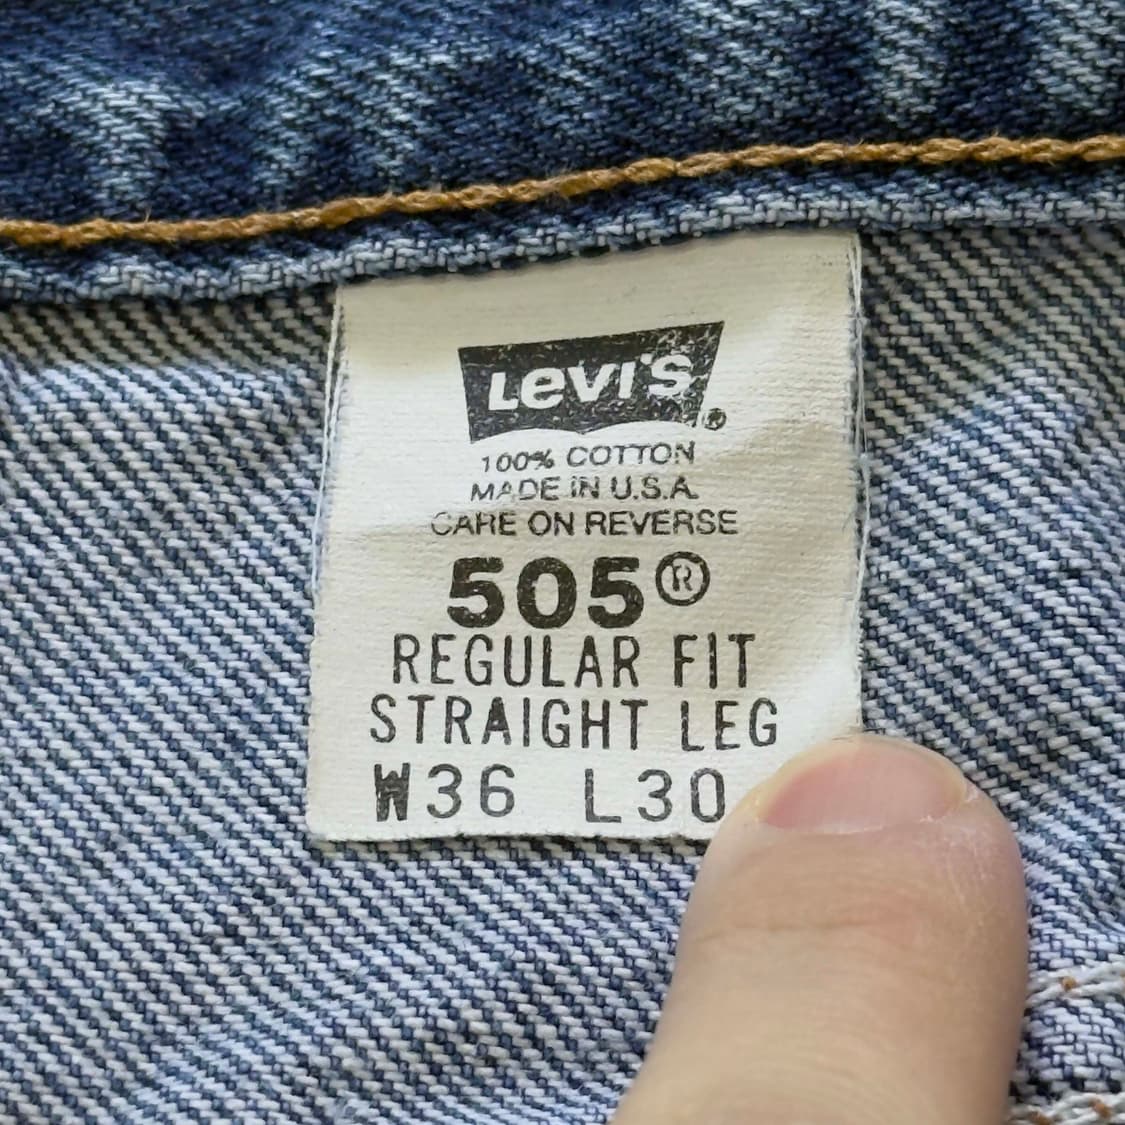 Levi's®
100% COTTON
MADE IN U.S.A.
CARE ON REVERSE
505®
REGULAR FIT
STRAIGHT LEG
W36 L30